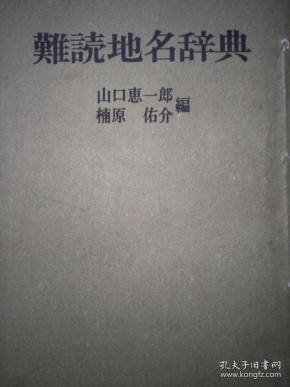 難読地名辞典
山口恵一郎
楠原 佑介 編
孔夫子旧书网